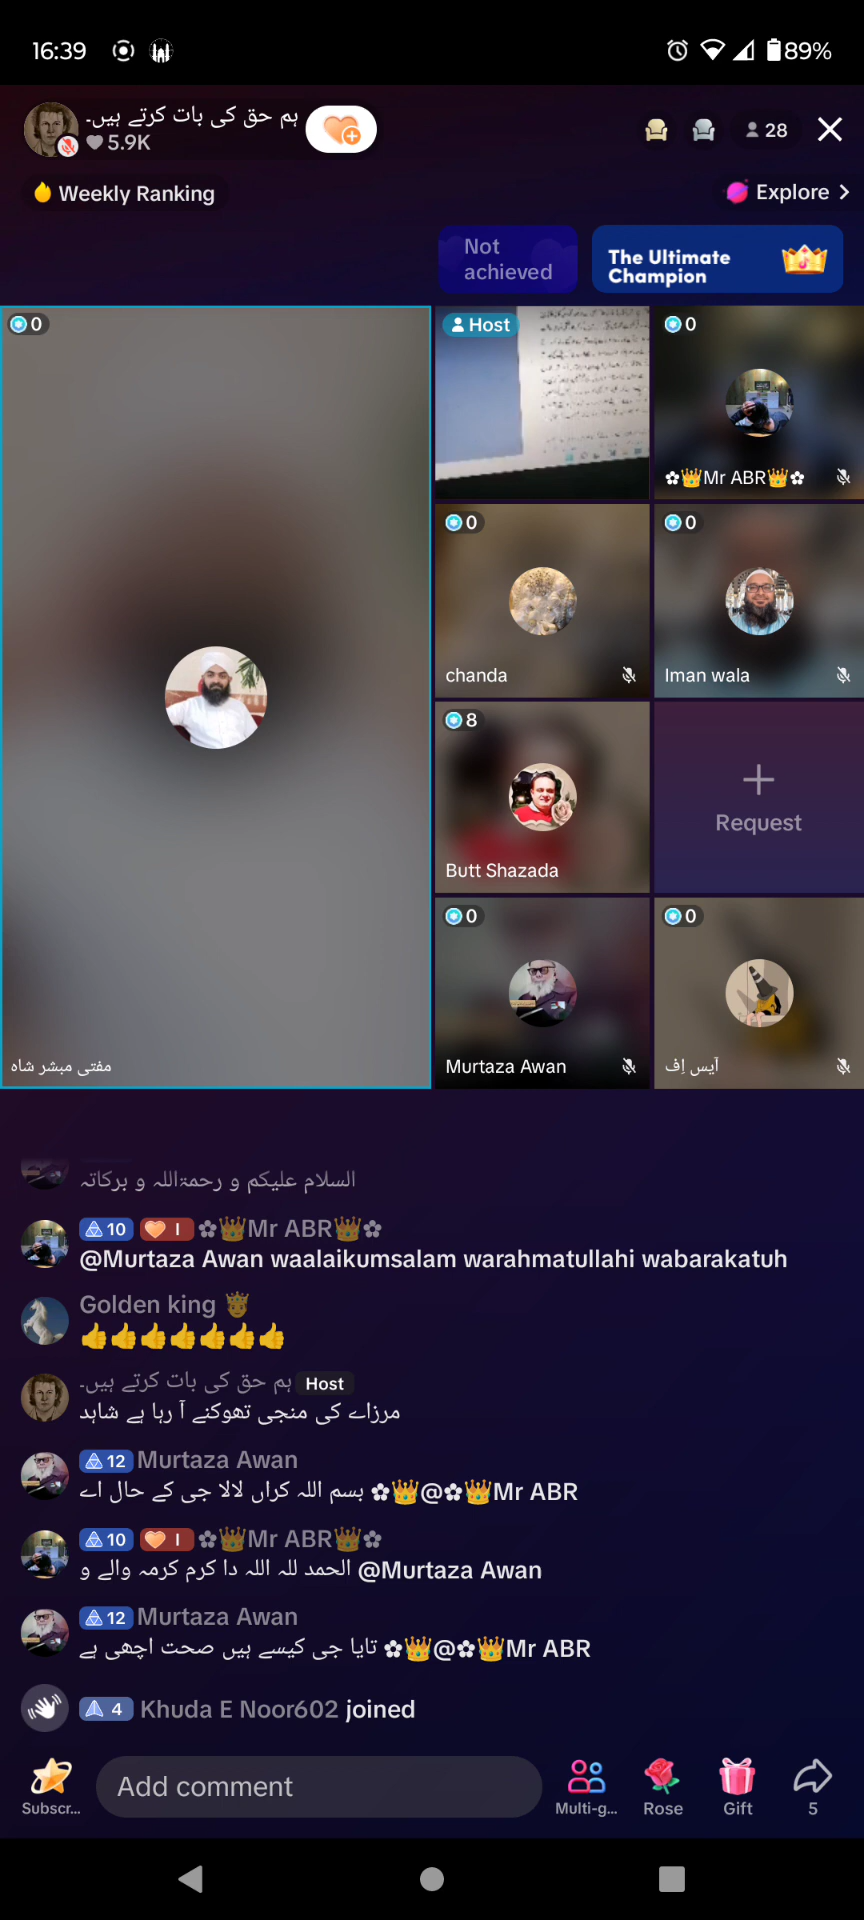 16:39
89%
ہم حق کی بات کرتے ہیں۔
5.9K
28
Weekly Ranking
Explore
Not
achieved
The Ultimate
Champion
0
Host
0
✿👑Mr ABR👑✿
0
chanda
0
Iman wala
8
Butt Shazada
Request
مفتی مبشر شاہ
0
Murtaza Awan
0
آیس اِف
السلام علیکم و رحمۃاللہ و برکاتہ
10 I ✿👑Mr ABR👑✿
@Murtaza Awan waalaikumsalam warahmatullahi wabarakatuh
Golden king 🤴
👍👍👍👍👍👍👍
ہم حق کی بات کرتے ہیں۔ Host
مرزاے کی منجی تھوکنے آ رہا ہے شاہد
12 Murtaza Awan
بسم اللہ کراں لالا جی کے حال اے ✿👑@✿👑Mr ABR
10 I ✿👑Mr ABR👑✿
الحمد للہ اللہ دا کرم کرمہ والے و @Murtaza Awan
12 Murtaza Awan
تایا جی کیسے ہیں صحت اچھی ہے ✿👑@✿👑Mr ABR
4 Khuda E Noor602 joined
Subscr...
Add comment
Multi-g...
Rose
Gift
5